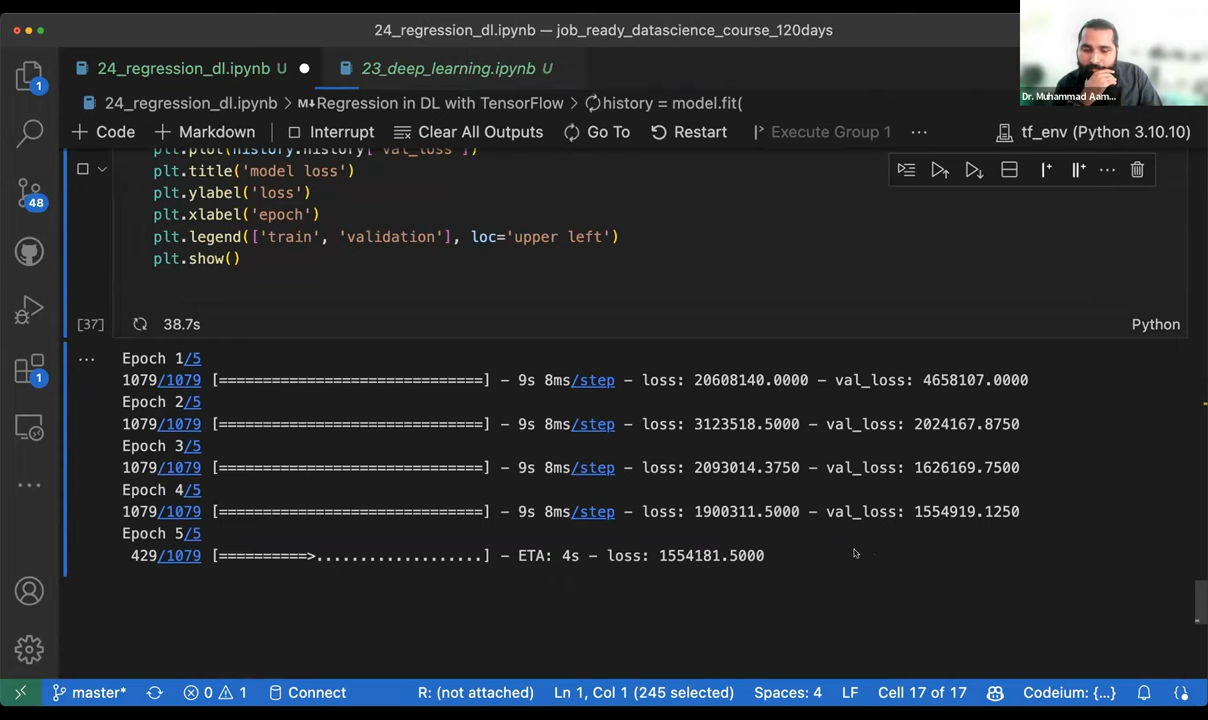 24_regression_dl.ipynb — job_ready_datascience_course_120days
24_regression_dl.ipynb U
23_deep_learning.ipynb U
24_regression_dl.ipynb > M↓Regression in DL with TensorFlow > history = model.fit(
+ Code + Markdown Interrupt Clear All Outputs Go To Restart Execute Group 1 ... tf_env (Python 3.10.10)
Dr. Muhammad Aam...
plt.plot(history.history['val_loss'])
plt.title('model loss')
plt.ylabel('loss')
plt.xlabel('epoch')
plt.legend(['train', 'validation'], loc='upper left')
plt.show()
[37] 38.7s Python
Epoch 1/5
1079/1079 [==============================] - 9s 8ms/step - loss: 20608140.0000 - val_loss: 4658107.0000
Epoch 2/5
1079/1079 [==============================] - 9s 8ms/step - loss: 3123518.5000 - val_loss: 2024167.8750
Epoch 3/5
1079/1079 [==============================] - 9s 8ms/step - loss: 2093014.3750 - val_loss: 1626169.7500
Epoch 4/5
1079/1079 [==============================] - 9s 8ms/step - loss: 1900311.5000 - val_loss: 1554919.1250
Epoch 5/5
429/1079 [==========>...................] - ETA: 4s - loss: 1554181.5000
1
48
1
master* 0 1 Connect R: (not attached) Ln 1, Col 1 (245 selected) Spaces: 4 LF Cell 17 of 17 Codeium: {...}